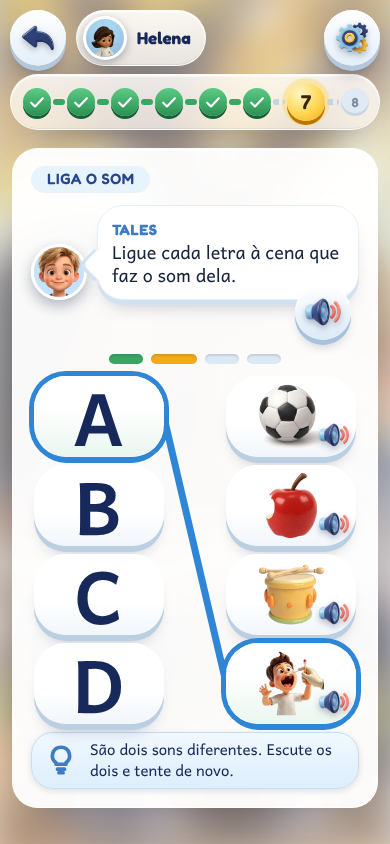 Helena
7
8
LIGA O SOM
TALES
Ligue cada letra à cena que
faz o som dela.
A
B
C
D
São dois sons diferentes. Escute os
dois e tente de novo.